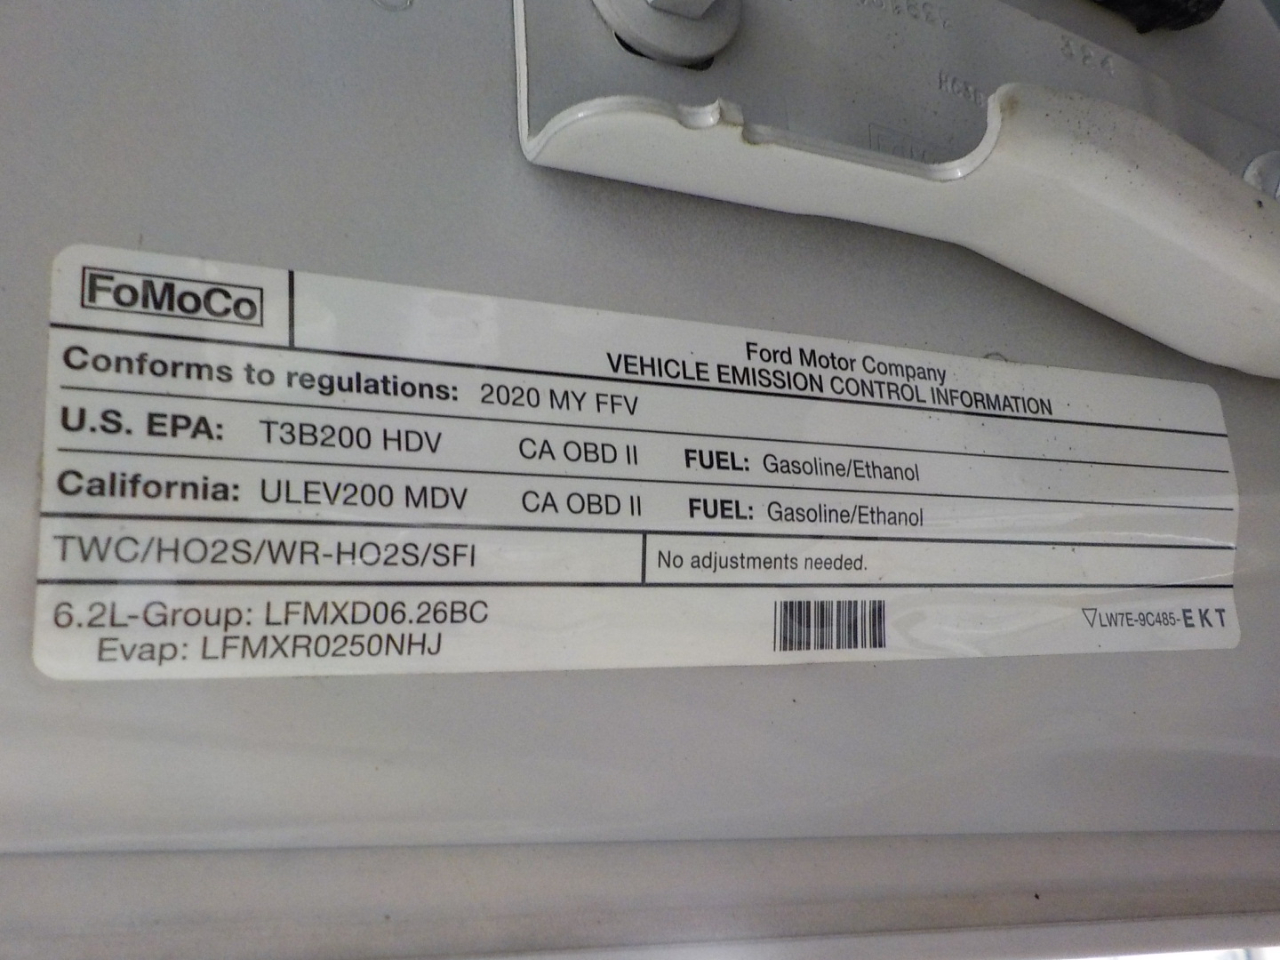 FoMoCo
Ford Motor Company
VEHICLE EMISSION CONTROL INFORMATION
Conforms to regulations: 2020 MY FFV
U.S. EPA: T3B200 HDV CA OBD II FUEL: Gasoline/Ethanol
California: ULEV200 MDV CA OBD II FUEL: Gasoline/Ethanol
TWC/HO2S/WR-HO2S/SFI No adjustments needed.
6.2L-Group: LFMXD06.26BC
Evap: LFMXR0250NHJ
LW7E-9C485-EKT